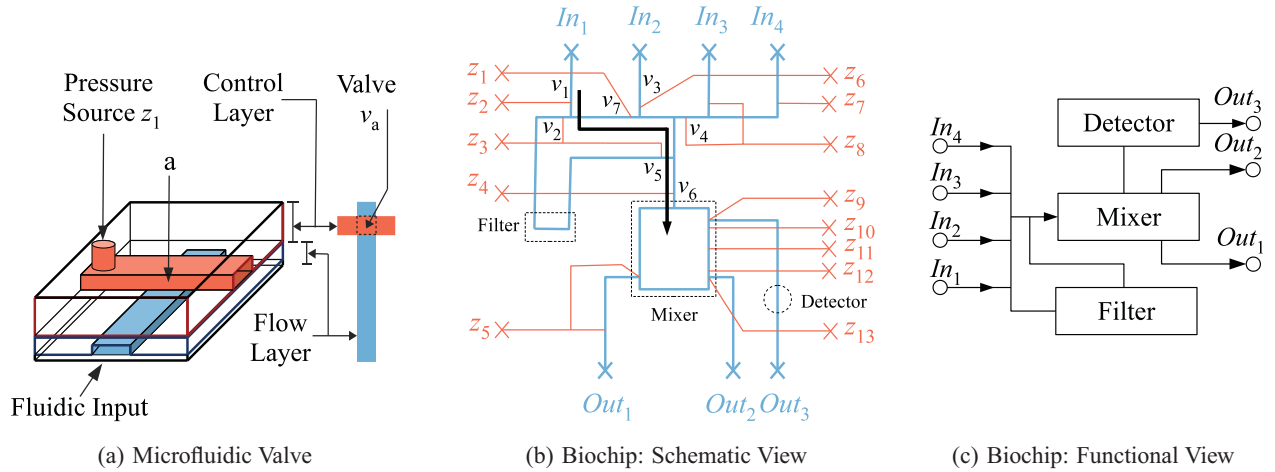 Pressure
Source z₁
Control
Layer
Valve
vₐ
a
Flow
Layer
Fluidic Input
(a) Microfluidic Valve
In₁
In₂
In₃
In₄
z₁
z₂
z₃
z₄
z₅
z₆
z₇
z₈
z₉
z₁₀
z₁₁
z₁₂
z₁₃
v₁
v₂
v₃
v₄
v₅
v₆
v₇
Filter
Mixer
Detector
Out₁
Out₂
Out₃
(b) Biochip: Schematic View
In₄
In₃
In₂
In₁
Detector
Mixer
Filter
Out₃
Out₂
Out₁
(c) Biochip: Functional View